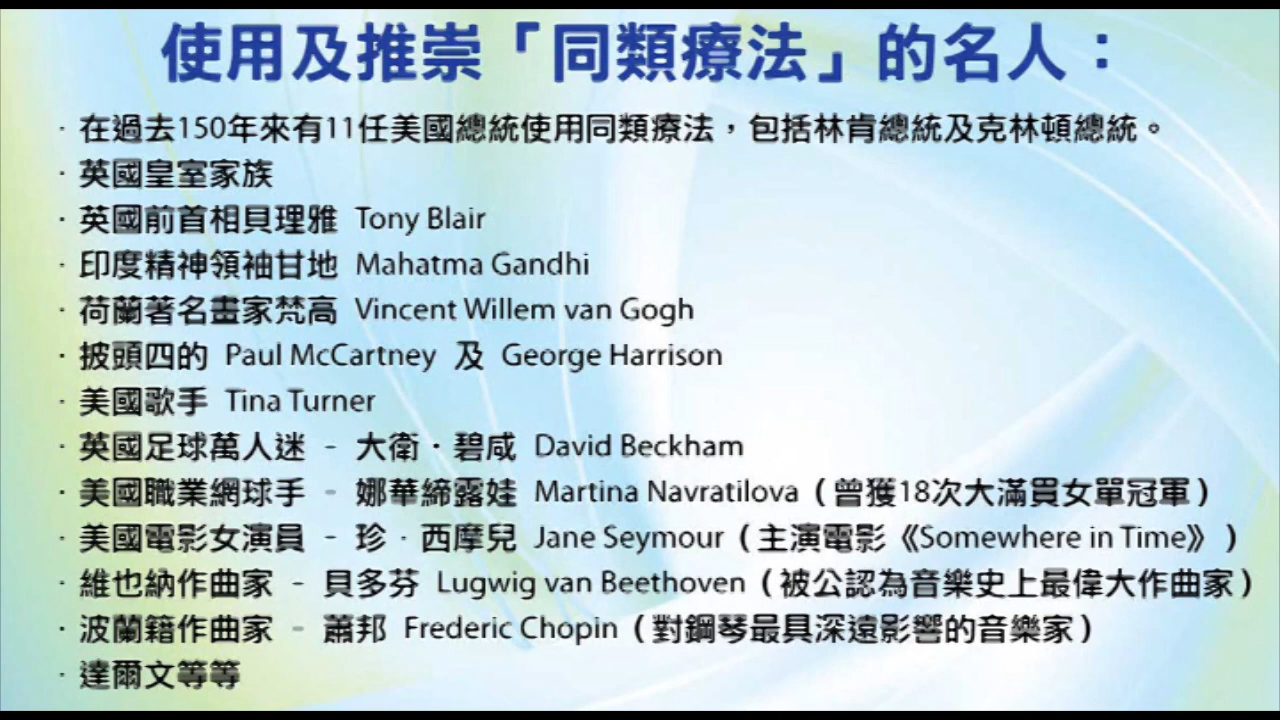 使用及推崇「同類療法」的名人：
· 在過去150年來有11任美國總統使用同類療法，包括林肯總統及克林頓總統。
· 英國皇室家族
· 英國前首相貝理雅 Tony Blair
· 印度精神領袖甘地 Mahatma Gandhi
· 荷蘭著名畫家梵高 Vincent Willem van Gogh
· 披頭四的 Paul McCartney 及 George Harrison
· 美國歌手 Tina Turner
· 英國足球萬人迷 - 大衛·碧咸 David Beckham
· 美國職業網球手 - 娜華締露娃 Martina Navratilova（曾獲18次大滿買女單冠軍）
· 美國電影女演員 - 珍·西摩兒 Jane Seymour（主演電影《Somewhere in Time》）
· 維也納作曲家 - 貝多芬 Lugwig van Beethoven（被公認為音樂史上最偉大作曲家）
· 波蘭籍作曲家 - 蕭邦 Frederic Chopin（對鋼琴最具深遠影響的音樂家）
· 達爾文等等